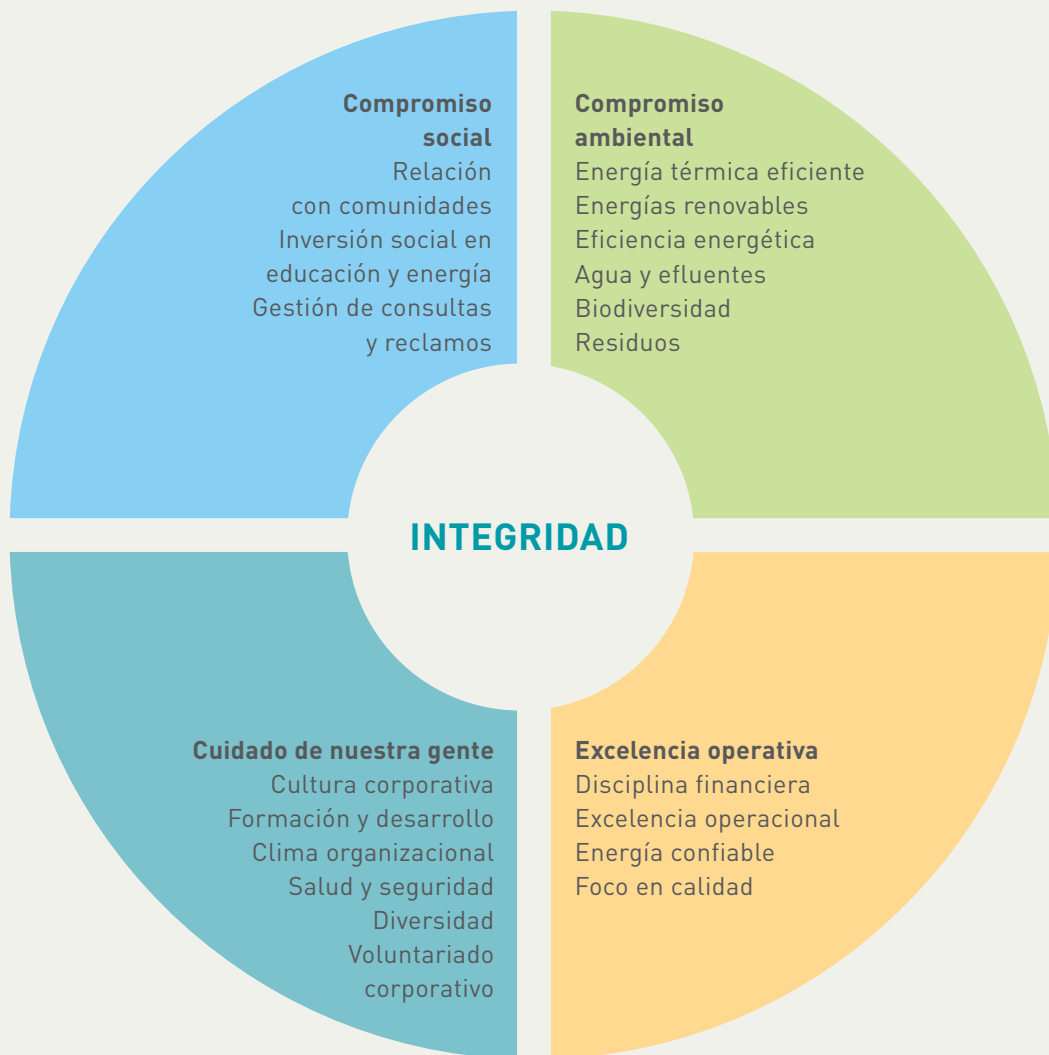 Compromiso
social
Relación
con comunidades
Inversión social en
educación y energía
Gestión de consultas
y reclamos
Compromiso
ambiental
Energía térmica eficiente
Energías renovables
Eficiencia energética
Agua y efluentes
Biodiversidad
Residuos
INTEGRIDAD
Cuidado de nuestra gente
Cultura corporativa
Formación y desarrollo
Clima organizacional
Salud y seguridad
Diversidad
Voluntariado
corporativo
Excelencia operativa
Disciplina financiera
Excelencia operacional
Energía confiable
Foco en calidad